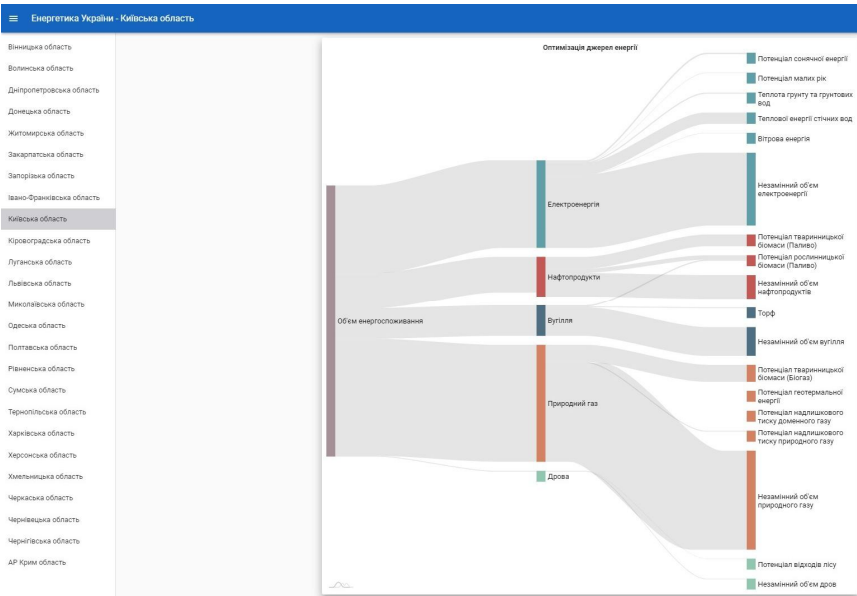 Енергетика України - Київська область
Вінницька область
Волинська область
Дніпропетровська область
Донецька область
Житомирська область
Закарпатська область
Запорізька область
Івано-Франківська область
Київська область
Кіровоградська область
Луганська область
Львівська область
Миколаївська область
Одеська область
Полтавська область
Рівненська область
Сумська область
Тернопільська область
Харківська область
Херсонська область
Хмельницька область
Черкаська область
Чернівецька область
Чернігівська область
АР Крим область
Оптимізація джерел енергії
Об'єм енергоспоживання
Електроенергія
Нафтопродукти
Вугілля
Природний газ
Дрова
Потенціал сонячної енергії
Потенціал малих рік
Теплота грунту та грунтових
вод
Теплової енергії стічних вод
Вітрова енергія
Незамінний об'єм
електроенергії
Потенціал тваринницької
біомаси (Паливо)
Потенціал рослинницької
біомаси (Паливо)
Незамінний об'єм
нафтопродуктів
Торф
Незамінний об'єм вугілля
Потенціал тваринницької
біомаси (Біогаз)
Потенціал геотермальної
енергії
Потенціал надлишкового
тиску доменного газу
Потенціал надлишкового
тиску природного газу
Незамінний об'єм
природного газу
Потенціал відходів лісу
Незамінний об'єм дров